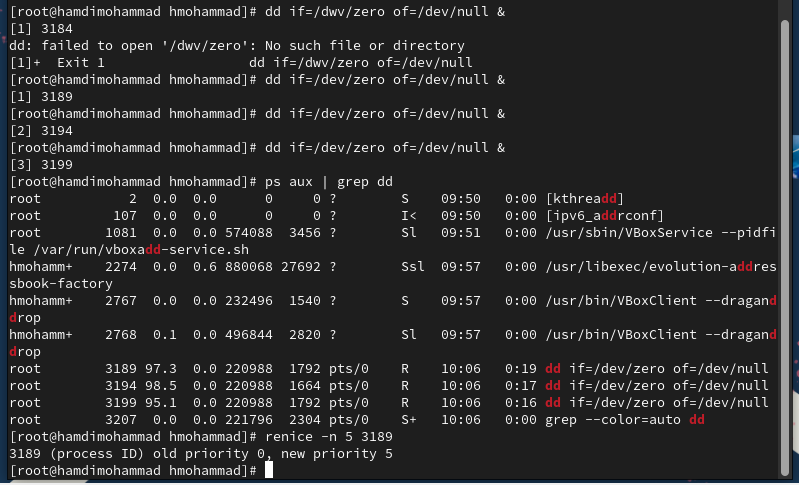 [root@hamdimohammad hmohammad]# dd if=/dwv/zero of=/dev/null &
[1] 3184
dd: failed to open '/dwv/zero': No such file or directory
[1]+  Exit 1                  dd if=/dwv/zero of=/dev/null
[root@hamdimohammad hmohammad]# dd if=/dev/zero of=/dev/null &
[1] 3189
[root@hamdimohammad hmohammad]# dd if=/dev/zero of=/dev/null &
[2] 3194
[root@hamdimohammad hmohammad]# dd if=/dev/zero of=/dev/null &
[3] 3199
[root@hamdimohammad hmohammad]# ps aux | grep dd
root           2  0.0  0.0      0     0 ?        S    09:50   0:00 [kthreadd]
root         107  0.0  0.0      0     0 ?        I<   09:50   0:00 [ipv6_addrconf]
root        1081  0.0  0.0 574088  3456 ?        Sl   09:51   0:00 /usr/sbin/VBoxService --pidfi
le /var/run/vboxadd-service.sh
hmohamm+    2274  0.0  0.6 880068 27692 ?        Ssl  09:57   0:00 /usr/libexec/evolution-addres
sbook-factory
hmohamm+    2767  0.0  0.0 232496  1540 ?        S    09:57   0:00 /usr/bin/VBoxClient --dragand
drop
hmohamm+    2768  0.1  0.0 496844  2820 ?        Sl   09:57   0:00 /usr/bin/VBoxClient --dragand
drop
root        3189 97.3  0.0 220988  1792 pts/0    R    10:06   0:19 dd if=/dev/zero of=/dev/null
root        3194 98.5  0.0 220988  1664 pts/0    R    10:06   0:17 dd if=/dev/zero of=/dev/null
root        3199 95.1  0.0 220988  1792 pts/0    R    10:06   0:16 dd if=/dev/zero of=/dev/null
root        3207  0.0  0.0 221796  2304 pts/0    S+   10:06   0:00 grep --color=auto dd
[root@hamdimohammad hmohammad]# renice -n 5 3189
3189 (process ID) old priority 0, new priority 5
[root@hamdimohammad hmohammad]#